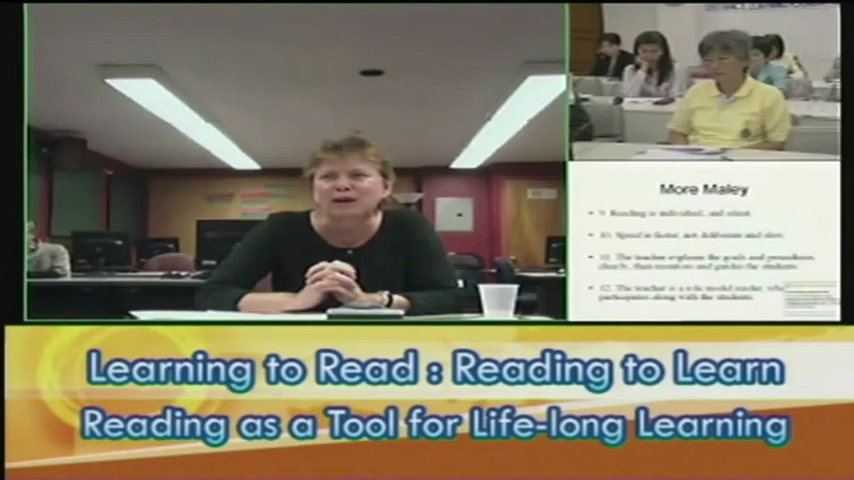 DISTANCE LEARNING
More Maley
9. Reading is individual, and silent.
10. Speed is faster, not deliberate and slow.
11. The teacher explains the goals and procedures
clearly, then monitors and guides the students.
12. The teacher is a role model reader, who
participates along with the students.
Learning to Read : Reading to Learn
Reading as a Tool for Life-long Learning